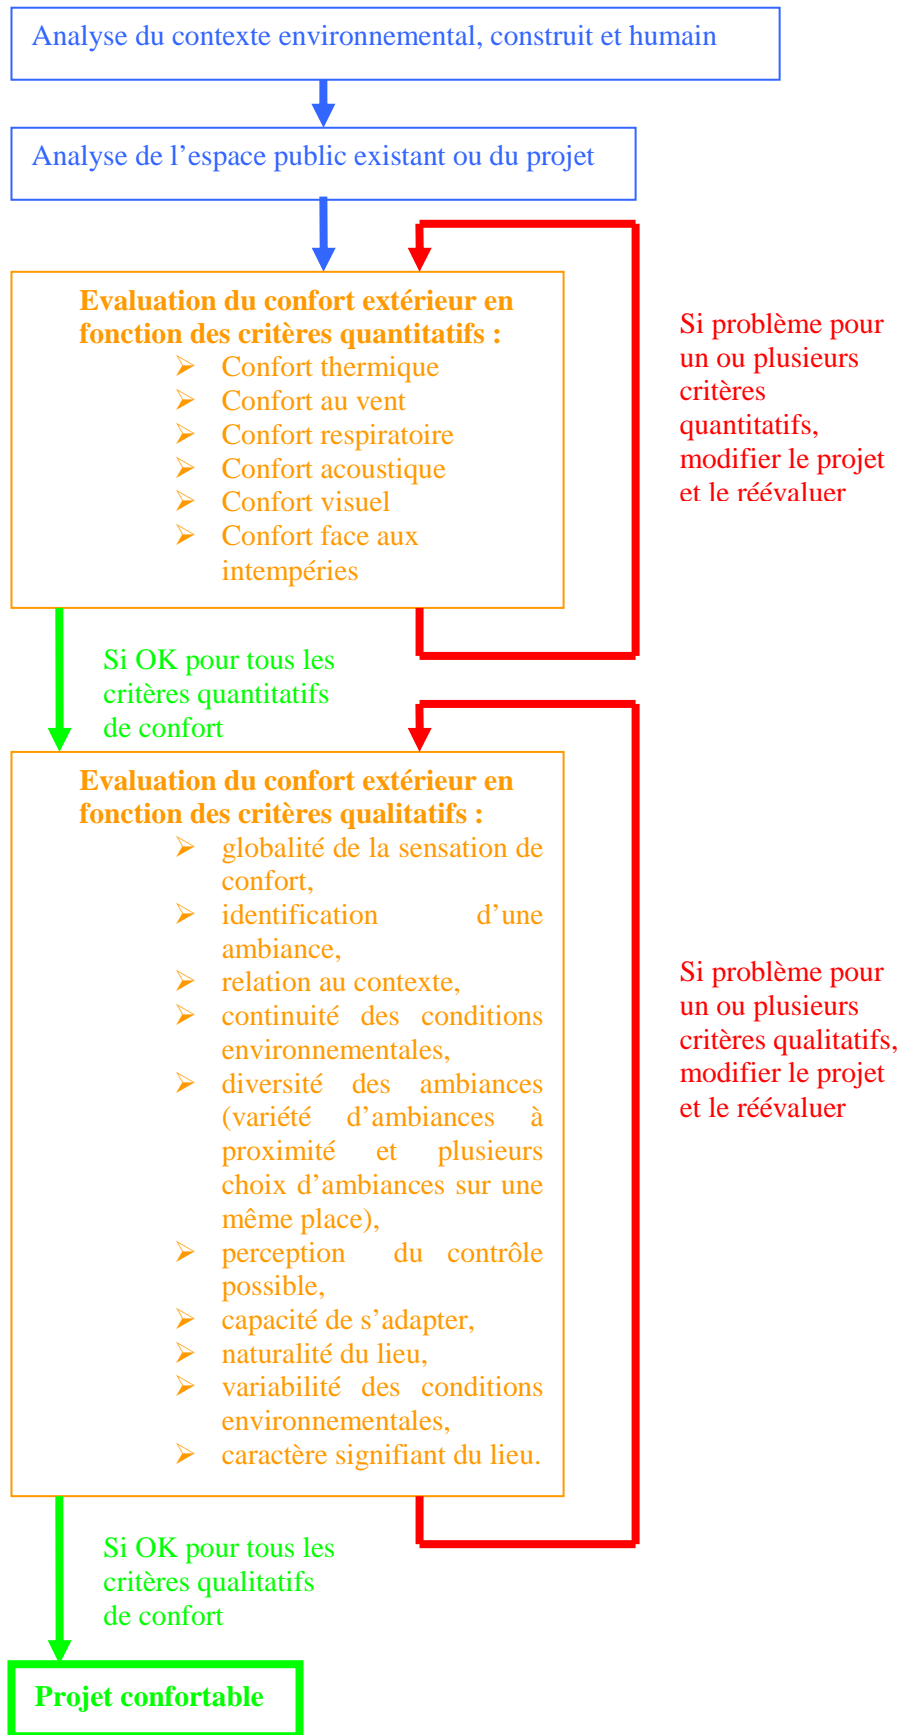 Analyse du contexte environnemental, construit et humain
Analyse de l'espace public existant ou du projet
Evaluation du confort extérieur en
fonction des critères quantitatifs :
➢ Confort thermique
➢ Confort au vent
➢ Confort respiratoire
➢ Confort acoustique
➢ Confort visuel
➢ Confort face aux
intempéries
Si problème pour
un ou plusieurs
critères
quantitatifs,
modifier le projet
et le réévaluer
Si OK pour tous les
critères quantitatifs
de confort
Evaluation du confort extérieur en
fonction des critères qualitatifs :
➢ globalité de la sensation de
confort,
➢ identification d'une
ambiance,
➢ relation au contexte,
➢ continuité des conditions
environnementales,
➢ diversité des ambiances
(variété d'ambiances à
proximité et plusieurs
choix d'ambiances sur une
même place),
➢ perception du contrôle
possible,
➢ capacité de s'adapter,
➢ naturalité du lieu,
➢ variabilité des conditions
environnementales,
➢ caractère signifiant du lieu.
Si problème pour
un ou plusieurs
critères qualitatifs,
modifier le projet
et le réévaluer
Si OK pour tous les
critères qualitatifs
de confort
Projet confortable